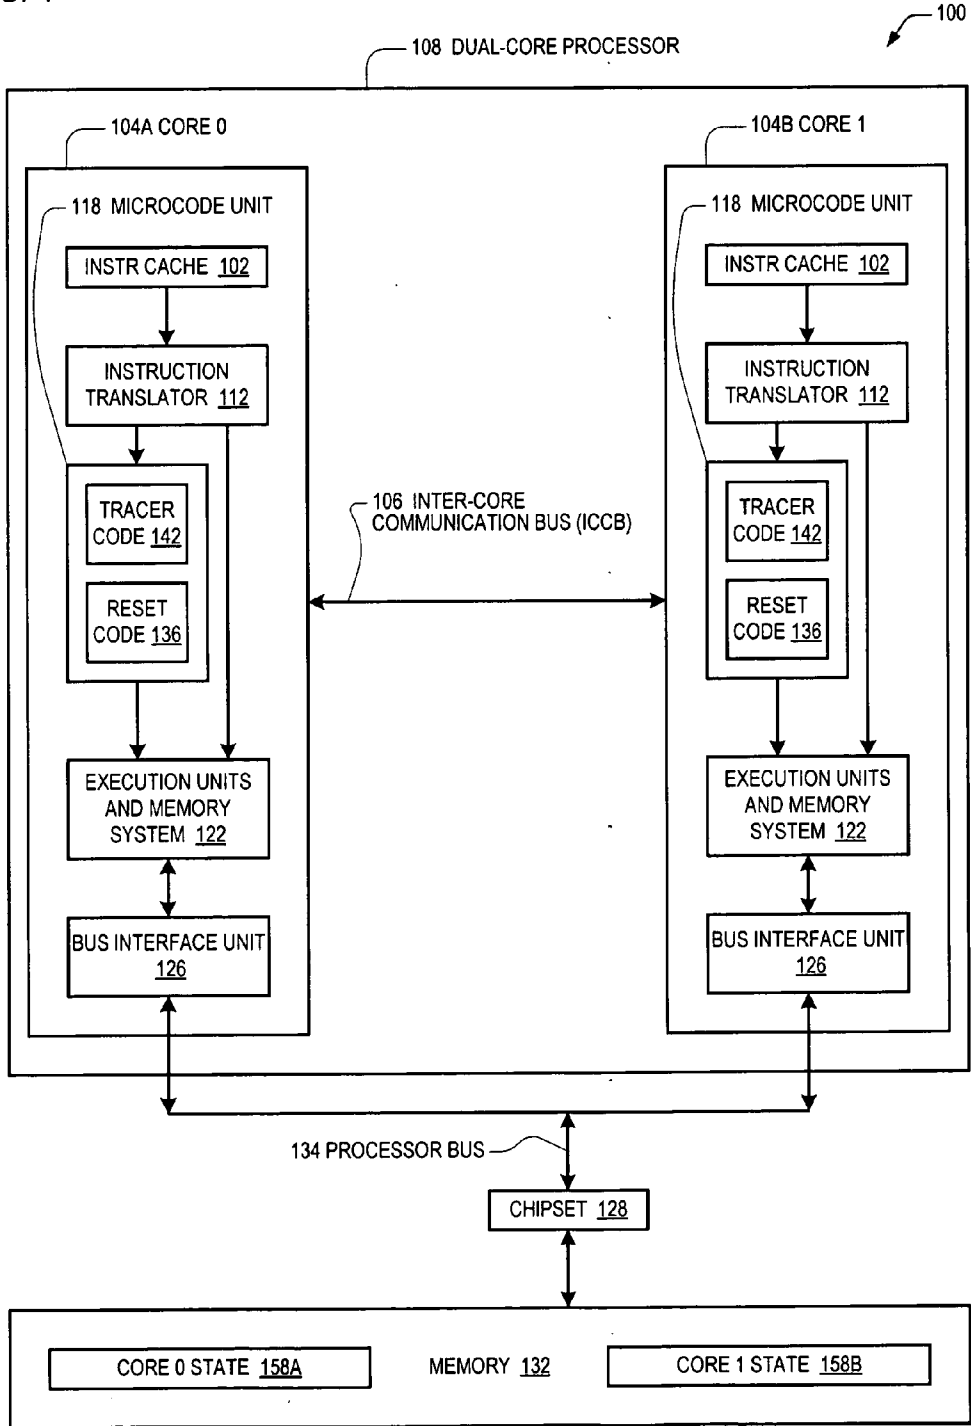 100
108 DUAL-CORE PROCESSOR
104A CORE 0
118 MICROCODE UNIT
INSTR CACHE 102
INSTRUCTION
TRANSLATOR 112
TRACER
CODE 142
RESET
CODE 136
EXECUTION UNITS
AND MEMORY
SYSTEM 122
BUS INTERFACE UNIT
126
106 INTER-CORE
COMMUNICATION BUS (ICCB)
104B CORE 1
118 MICROCODE UNIT
INSTR CACHE 102
INSTRUCTION
TRANSLATOR 112
TRACER
CODE 142
RESET
CODE 136
EXECUTION UNITS
AND MEMORY
SYSTEM 122
BUS INTERFACE UNIT
126
134 PROCESSOR BUS
CHIPSET 128
CORE 0 STATE 158A
MEMORY 132
CORE 1 STATE 158B